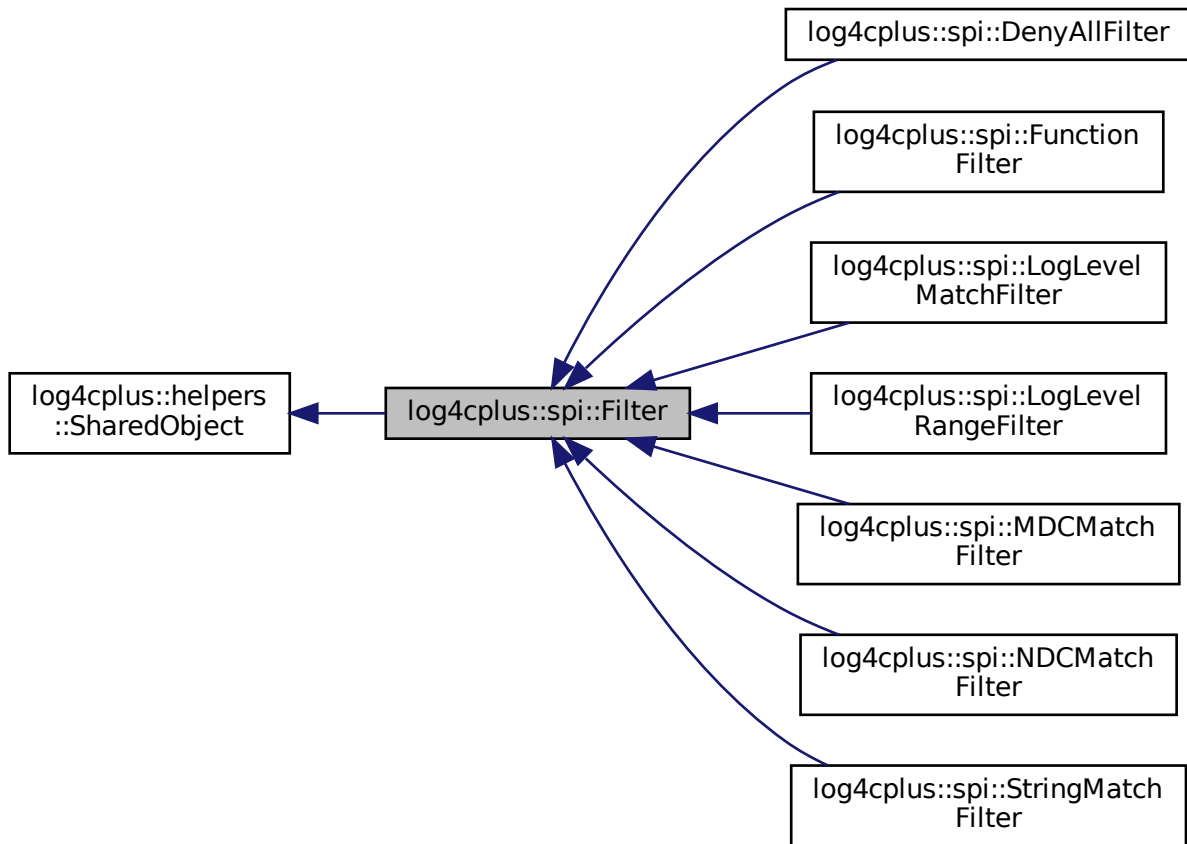 log4cplus::spi::DenyAllFilter
log4cplus::spi::Function
Filter
log4cplus::spi::LogLevel
MatchFilter
log4cplus::helpers
::SharedObject
log4cplus::spi::Filter
log4cplus::spi::LogLevel
RangeFilter
log4cplus::spi::MDCMatch
Filter
log4cplus::spi::NDCMatch
Filter
log4cplus::spi::StringMatch
Filter